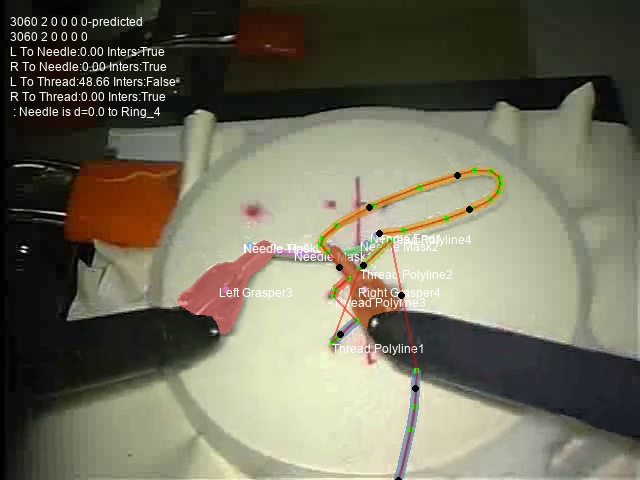 3060 2 0 0 0 0-predicted
3060 2 0 0 0 0
L To Needle:0.00 Inters:True
R To Needle:0.00 Inters:True
L To Thread:48.66 Inters:False
R To Thread:0.00 Inters:True
: Needle is d=0.0 to Ring_4
Polyline4
Needle Mask2
Needle Mask
Thread Polyline2
Left Grasper3
Right Grasper4
Polyline3
Thread Polyline1